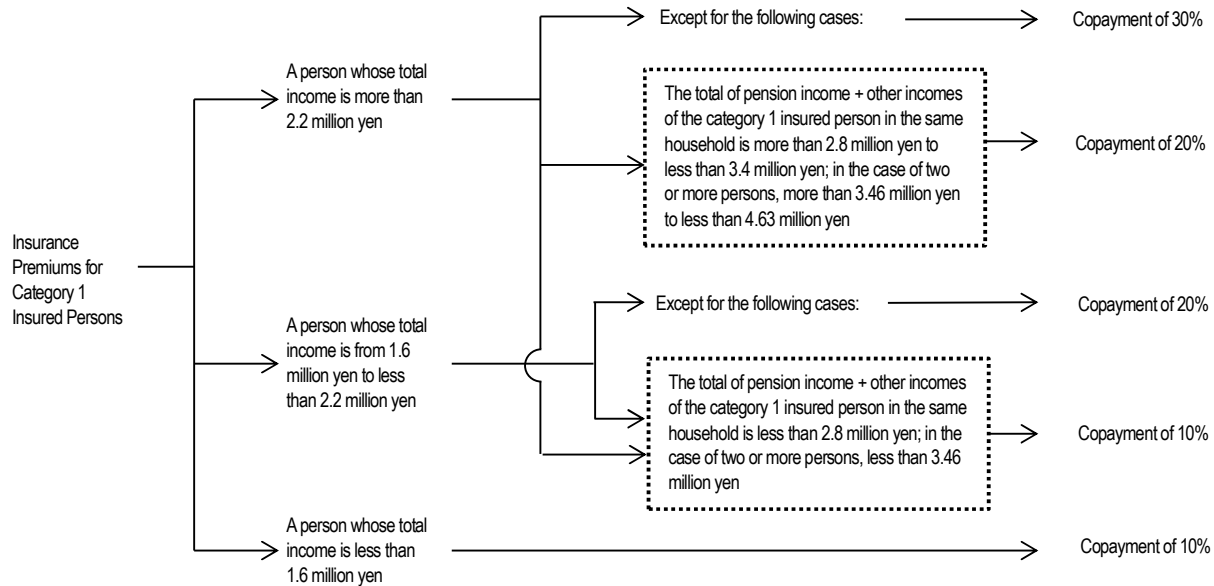 Insurance
Premiums for
Category 1
Insured Persons
A person whose total
income is more than
2.2 million yen
Except for the following cases:
Copayment of 30%
The total of pension income + other incomes
of the category 1 insured person in the same
household is more than 2.8 million yen to
less than 3.4 million yen; in the case of two
or more persons, more than 3.46 million yen
to less than 4.63 million yen
Copayment of 20%
A person whose total
income is from 1.6
million yen to less
than 2.2 million yen
Except for the following cases:
Copayment of 20%
The total of pension income + other incomes
of the category 1 insured person in the same
household is less than 2.8 million yen; in the
case of two or more persons, less than 3.46
million yen
Copayment of 10%
A person whose total
income is less than
1.6 million yen
Copayment of 10%